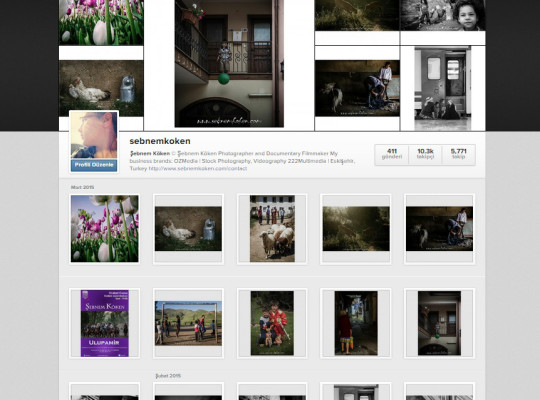 www.sebnemkoken.com
sebnemkoken
Şebnem Köken © Şebnem Köken Photographer and Documentary Filmmaker My
business brands: OZMedia | Stock Photography, Videography 222Multimedia | Eskişehir,
Turkey http://www.sebnemkoken.com/contact
411
gönderi
10.3k
takipçi
5,771
takip
Profili Düzenle
Mart 2015
ŞEBNEM KÖKEN
ULUPAMİR
Şubat 2015